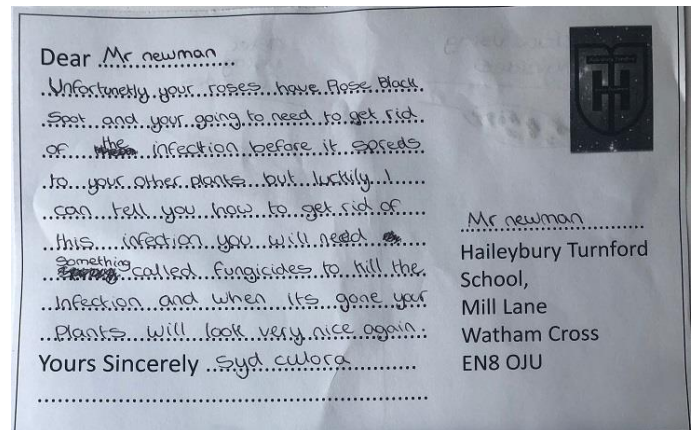 Dear Mr newman
Unfortunetly your roses have Rose Black
Spot and your going to need to get rid
of the infection before it spreds
to your other plants but luckily I
can tell you how to get rid of
this infection you will need
something called fungicides to kill the
Infection and when its gone your
plants will look very nice again.
Yours Sincerely Syd culora
Mr newman
Haileybury Turnford
School,
Mill Lane
Watham Cross
EN8 OJU